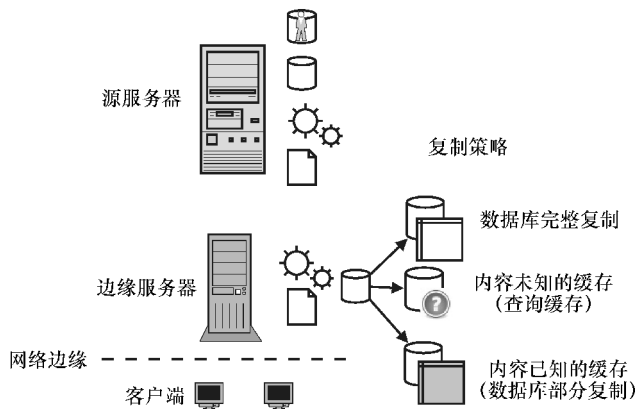 源服务器
复制策略
数据库完整复制
边缘服务器
内容未知的缓存
（查询缓存）
?
网络边缘
内容已知的缓存
（数据库部分复制）
客户端